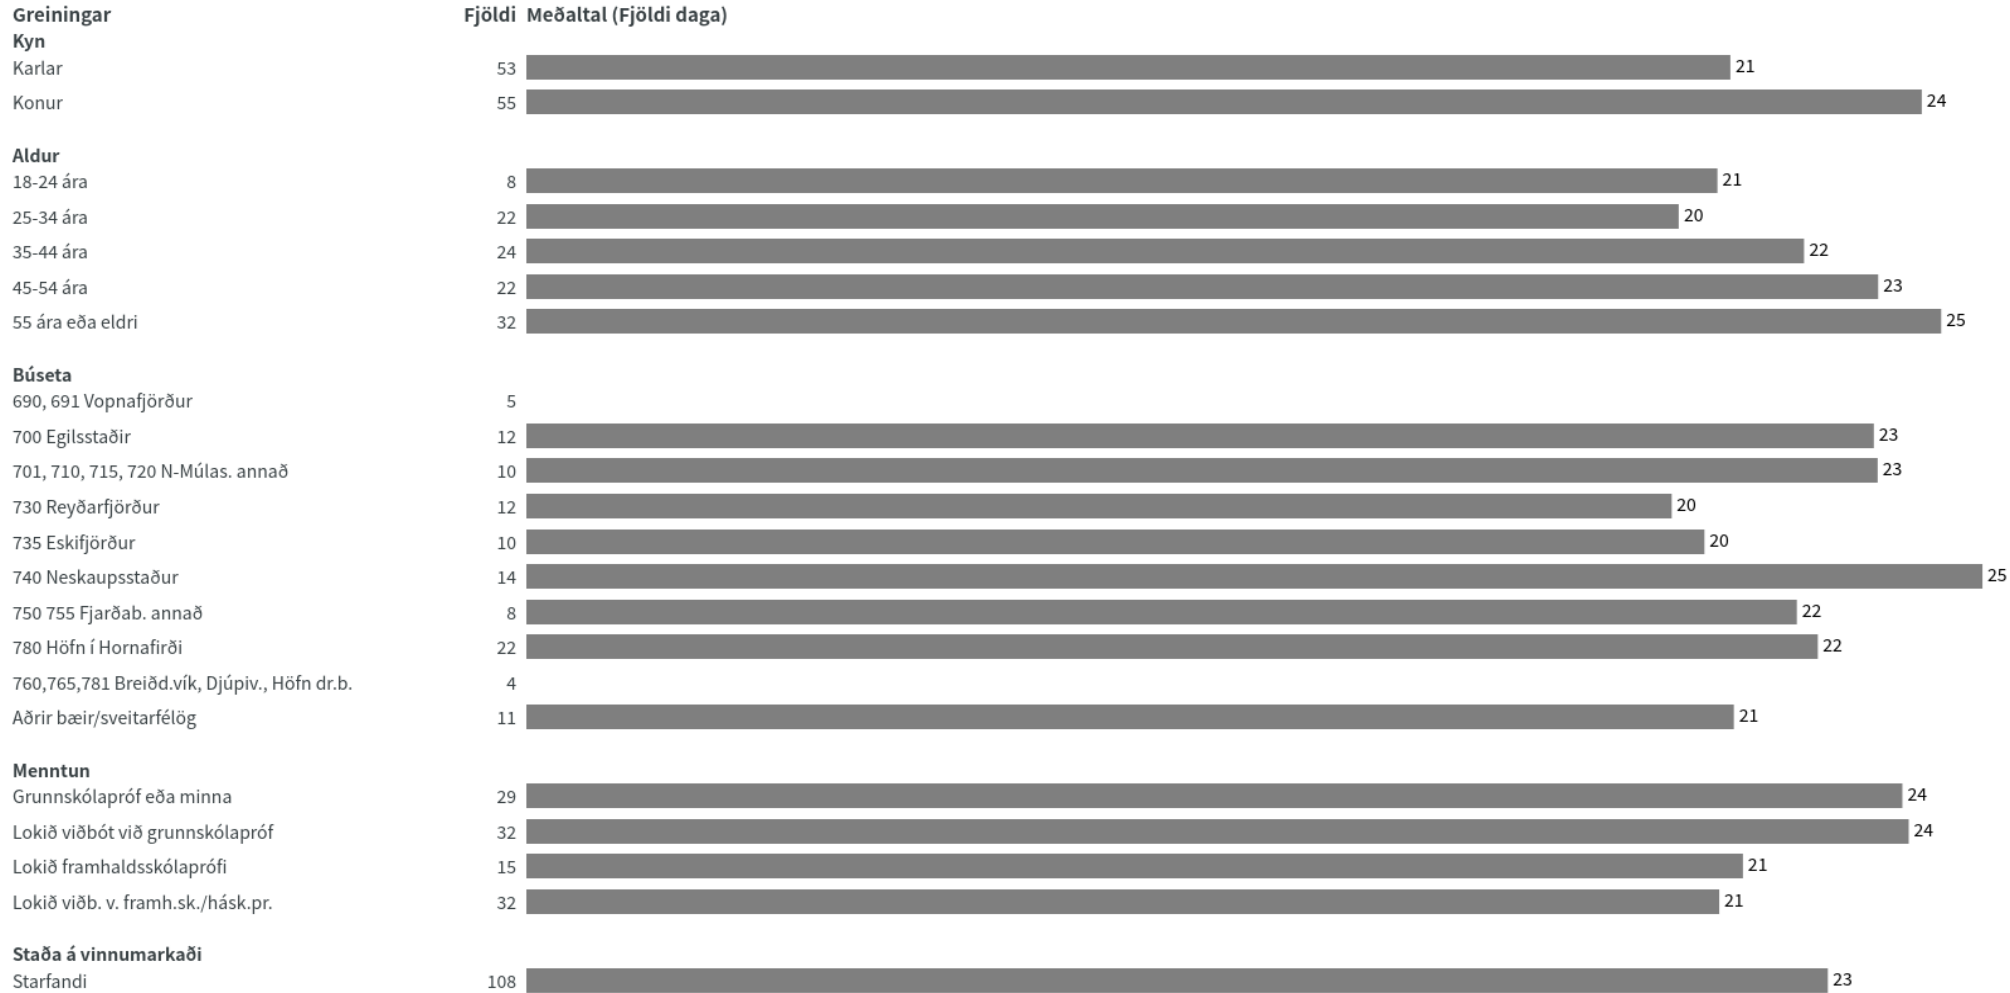 Greiningar Fjöldi Meðaltal (Fjöldi daga)
Kyn
Karlar 53 21
Konur 55 24
Aldur
18-24 ára 8 21
25-34 ára 22 20
35-44 ára 24 22
45-54 ára 22 23
55 ára eða eldri 32 25
Búseta
690, 691 Vopnafjörður 5
700 Egilsstaðir 12 23
701, 710, 715, 720 N-Múlas. annað 10 23
730 Reyðarfjörður 12 20
735 Eskifjörður 10 20
740 Neskaupsstaður 14 25
750 755 Fjarðab. annað 8 22
780 Höfn í Hornafirði 22 22
760,765,781 Breiðd.vík, Djúpiv., Höfn dr.b. 4
Aðrir bæir/sveitarfélög 11 21
Menntun
Grunnskólapróf eða minna 29 24
Lokið viðbót við grunnskólapróf 32 24
Lokið framhaldsskólaprófi 15 21
Lokið viðb. v. framh.sk./hásk.pr. 32 21
Staða á vinnumarkaði
Starfandi 108 23